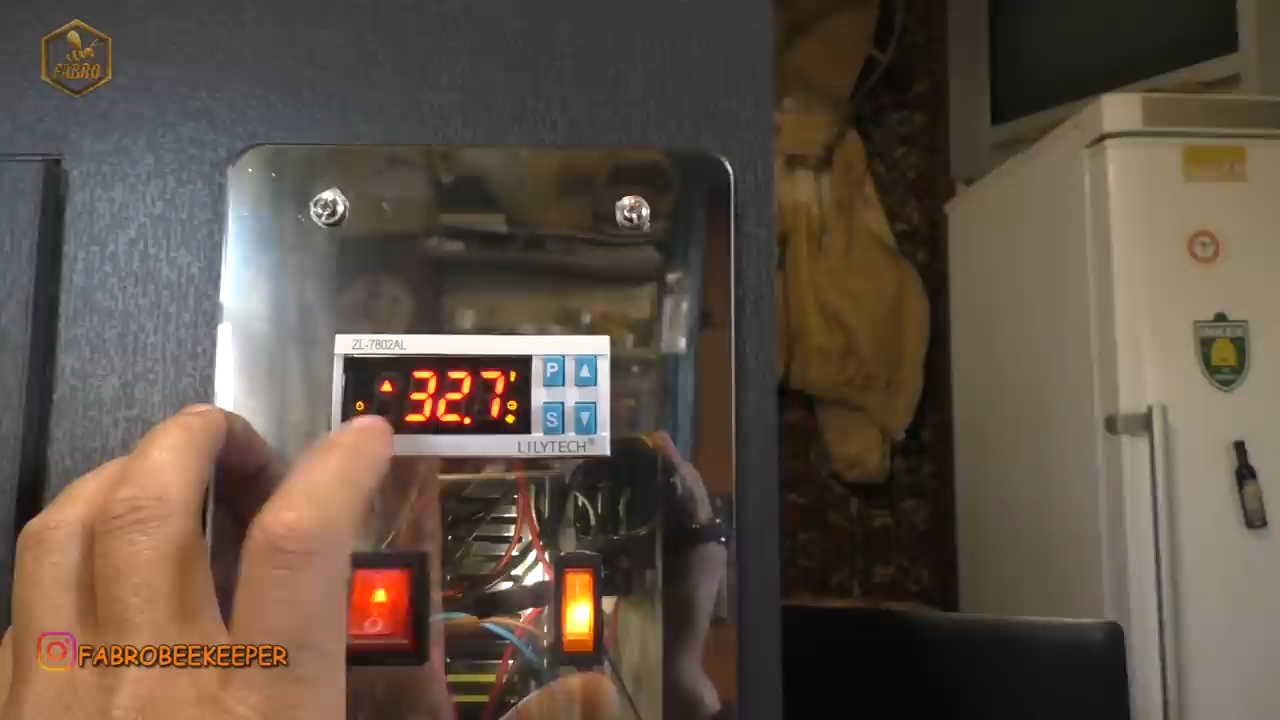 FABRO
ZL-7802AL
32.7
P
S
LILYTECH®
FABROBEEKEEPER